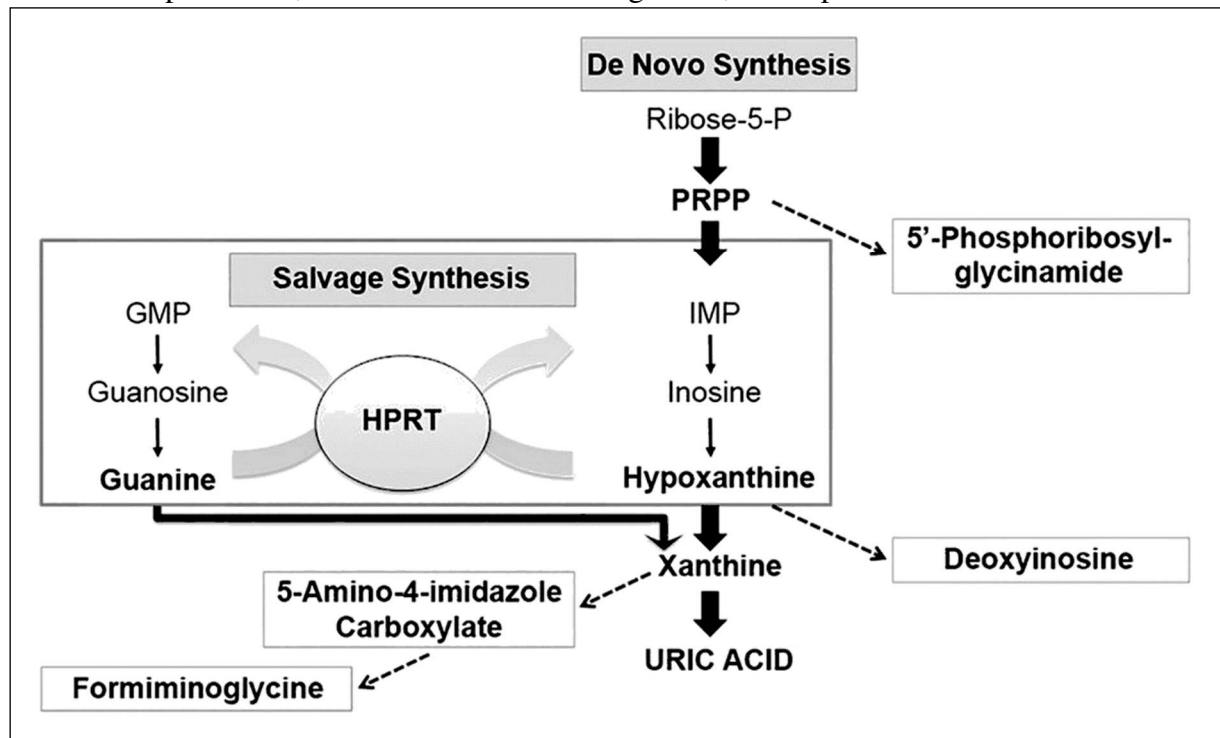 De Novo Synthesis
Ribose-5-P
PRPP
5’-Phosphoribosyl-
glycinamide
Salvage Synthesis
GMP
IMP
Guanosine
HPRT
Inosine
Guanine
Hypoxanthine
Xanthine
Deoxyinosine
5-Amino-4-imidazole
Carboxylate
URIC ACID
Formiminoglycine